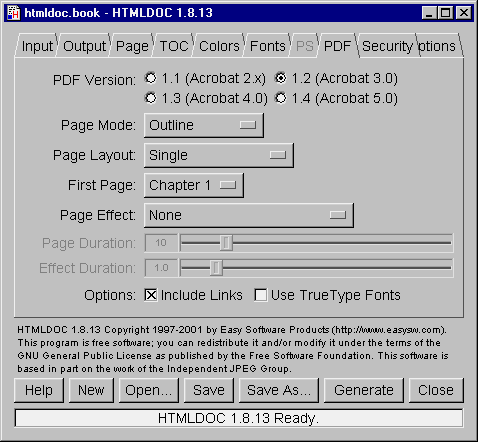 htmldoc.book - HTMLDOC 1.8.13
Input Output Page TOC Colors Fonts PS PDF Security ptions
PDF Version: 1.1 (Acrobat 2.x) 1.2 (Acrobat 3.0)
1.3 (Acrobat 4.0) 1.4 (Acrobat 5.0)
Page Mode: Outline
Page Layout: Single
First Page: Chapter 1
Page Effect: None
Page Duration: 10
Effect Duration: 1.0
Options: Include Links Use TrueType Fonts
HTMLDOC 1.8.13 Copyright 1997-2001 by Easy Software Products (http://www.easysw.com).
This program is free software; you can redistribute it and/or modify it under the terms of the
GNU General Public License as published by the Free Software Foundation. This software is
based in part on the work of the Independent JPEG Group.
Help New Open... Save Save As... Generate Close
HTMLDOC 1.8.13 Ready.